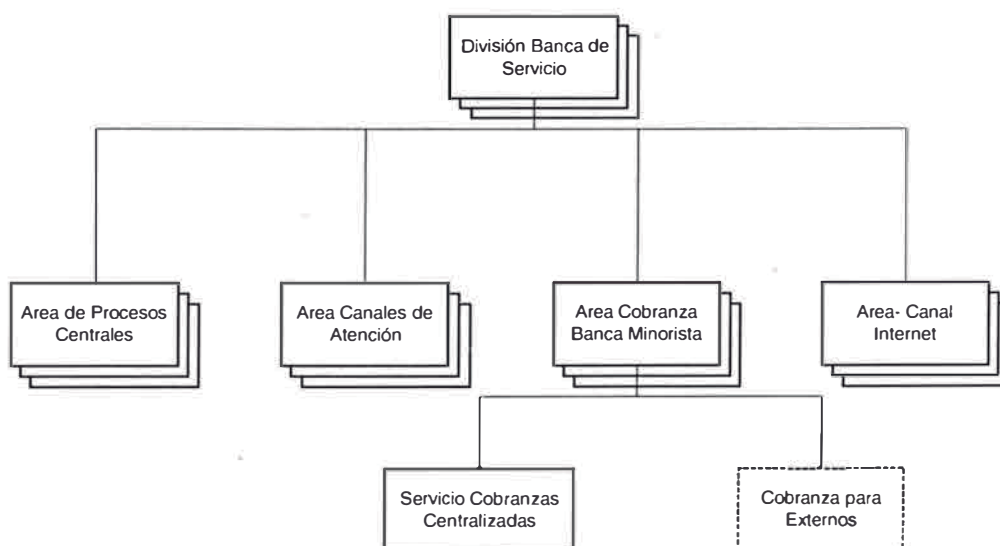 División Banca de
Servicio
Area de Procesos
Centrales
Area Canales de
Atención
Area Cobranza
Banca Minorista
Area- Canal
Internet
Servicio Cobranzas
Centralizadas
Cobranza para
Externos